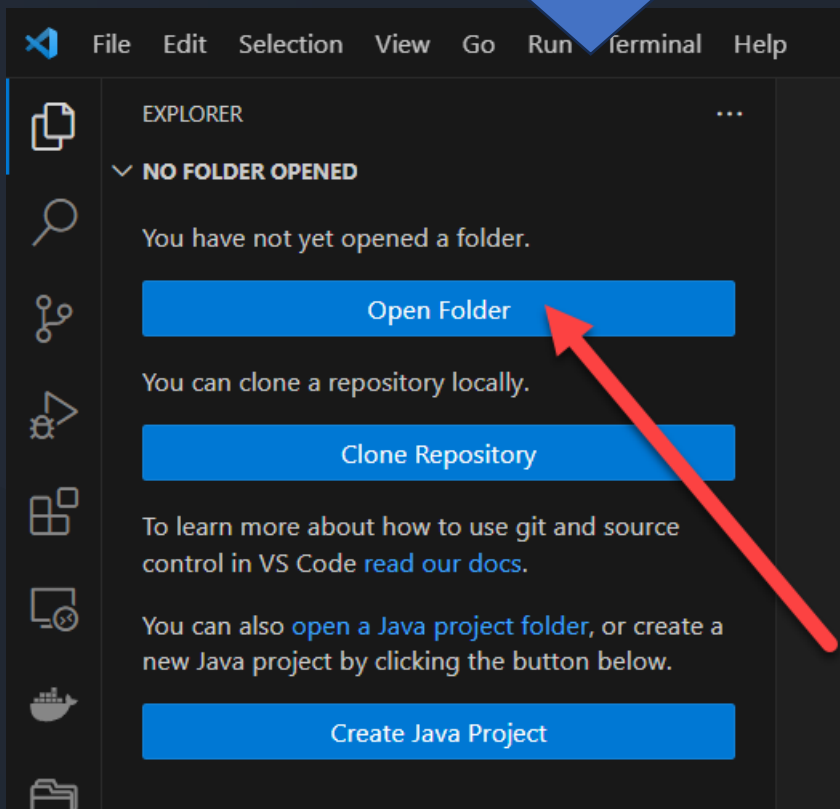 File Edit Selection View Go Run Terminal Help
EXPLORER
NO FOLDER OPENED
You have not yet opened a folder.
Open Folder
You can clone a repository locally.
Clone Repository
To learn more about how to use git and source
control in VS Code read our docs.
You can also open a Java project folder, or create a
new Java project by clicking the button below.
Create Java Project